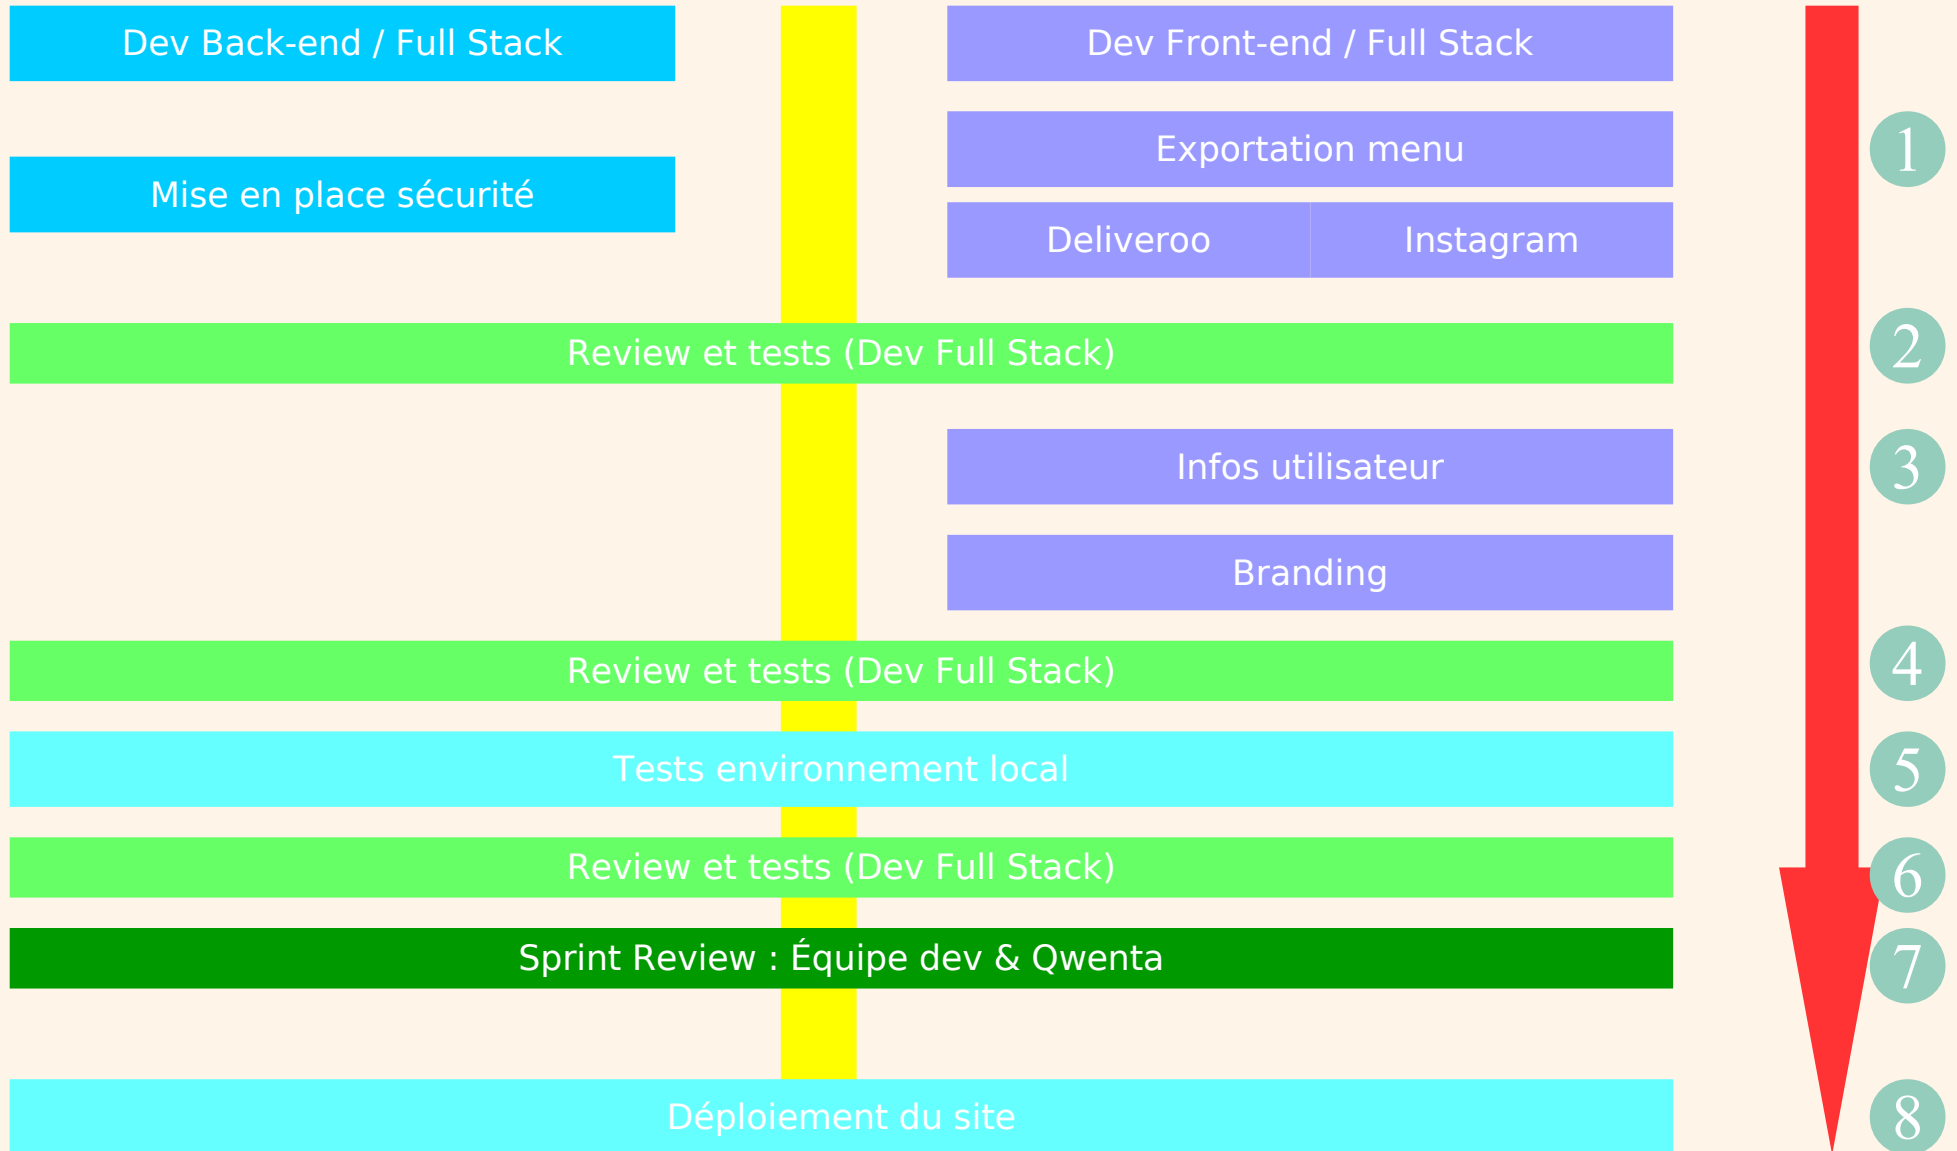 Dev Back-end / Full Stack
Dev Front-end / Full Stack
Exportation menu
1
Mise en place sécurité
Deliveroo
Instagram
Review et tests (Dev Full Stack)
2
Infos utilisateur
3
Branding
Review et tests (Dev Full Stack)
4
Tests environnement local
5
Review et tests (Dev Full Stack)
6
Sprint Review : Équipe dev & Qwenta
7
Déploiement du site
8